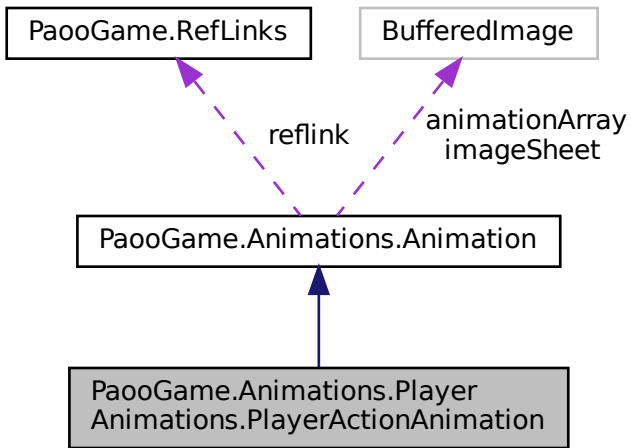 PaooGame.RefLinks
BufferedImage
reflink
animationArray
imageSheet
PaooGame.Animations.Animation
PaooGame.Animations.Player
Animations.PlayerActionAnimation